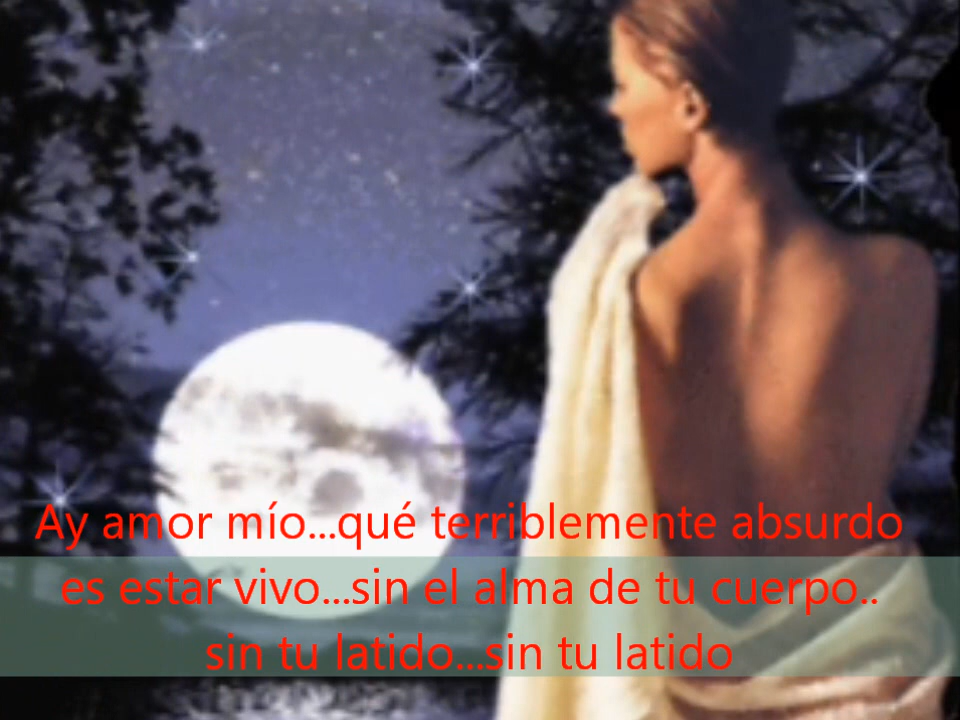 Ay amor mío...qué terriblemente absurdo
es estar vivo...sin el alma de tu cuerpo..
sin tu latido...sin tu latido